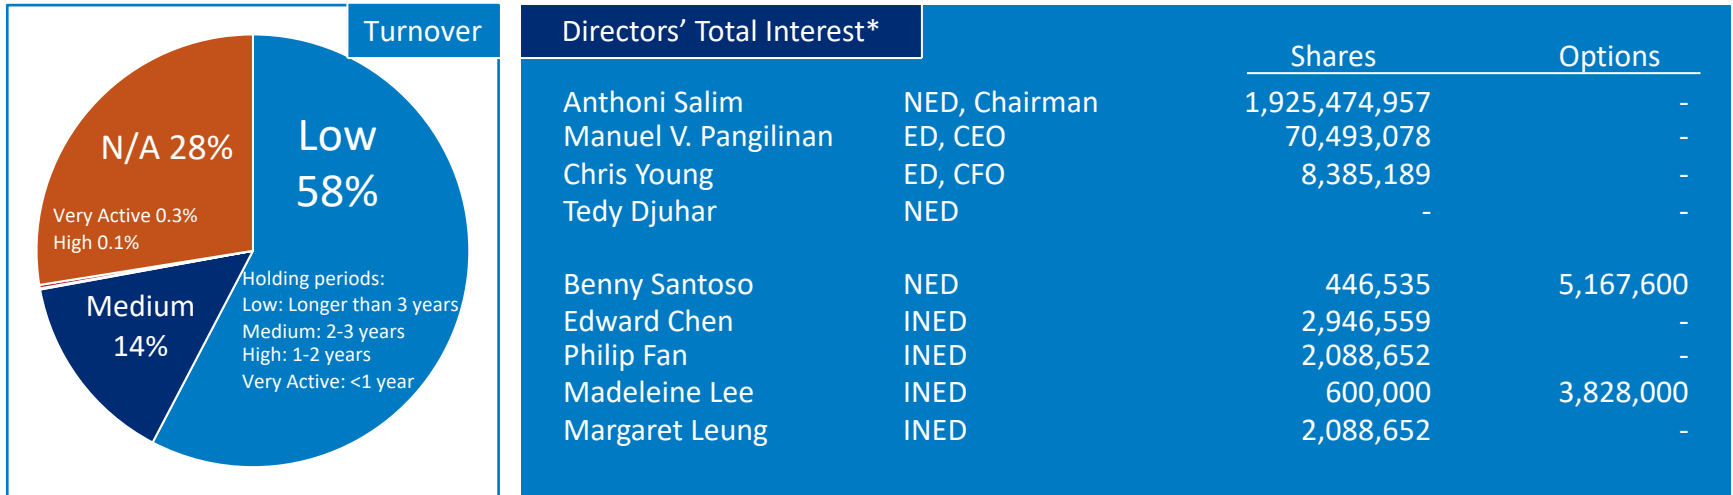 Turnover
N/A 28%
Low
58%
Very Active 0.3%
High 0.1%
Medium
14%
Holding periods:
Low: Longer than 3 years
Medium: 2-3 years
High: 1-2 years
Very Active: <1 year
Directors’ Total Interest*
Shares Options
Anthoni Salim NED, Chairman 1,925,474,957 -
Manuel V. Pangilinan ED, CEO 70,493,078 -
Chris Young ED, CFO 8,385,189 -
Tedy Djuhar NED - -
Benny Santoso NED 446,535 5,167,600
Edward Chen INED 2,946,559 -
Philip Fan INED 2,088,652 -
Madeleine Lee INED 600,000 3,828,000
Margaret Leung INED 2,088,652 -